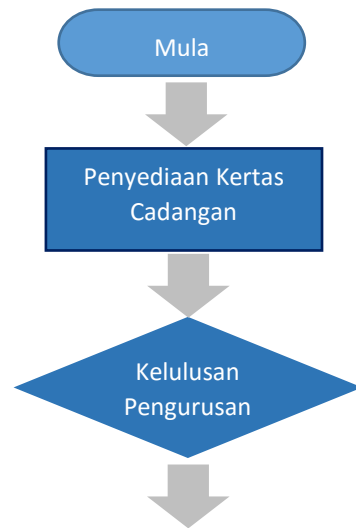 Mula
Penyediaan Kertas
Cadangan
Kelulusan
Pengurusan